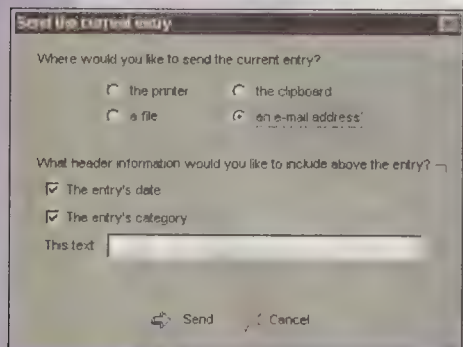 Send the current entry
Where would you like to send the current entry?
the printer
the clipboard
a file
an e-mail address
What header information would you like to include above the entry?
The entry's date
The entry's category
This text
Send
Cancel